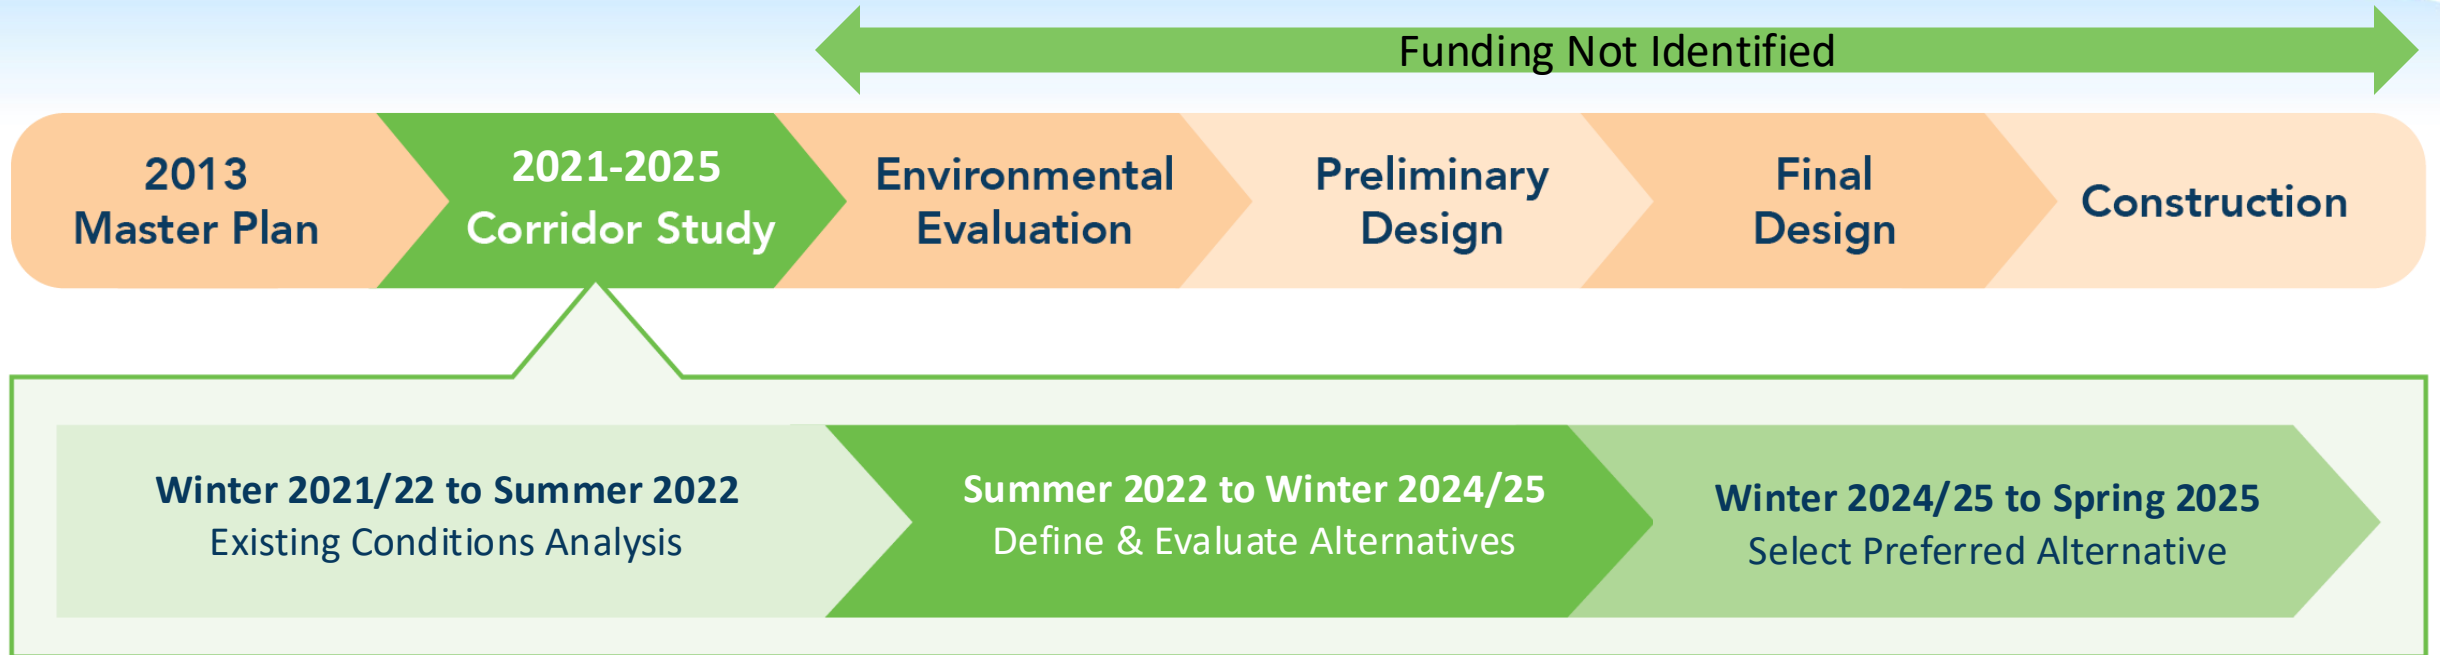 Funding Not Identified
2013
Master Plan
2021-2025
Corridor Study
Environmental
Evaluation
Preliminary
Design
Final
Design
Construction
Winter 2021/22 to Summer 2022
Existing Conditions Analysis
Summer 2022 to Winter 2024/25
Define & Evaluate Alternatives
Winter 2024/25 to Spring 2025
Select Preferred Alternative